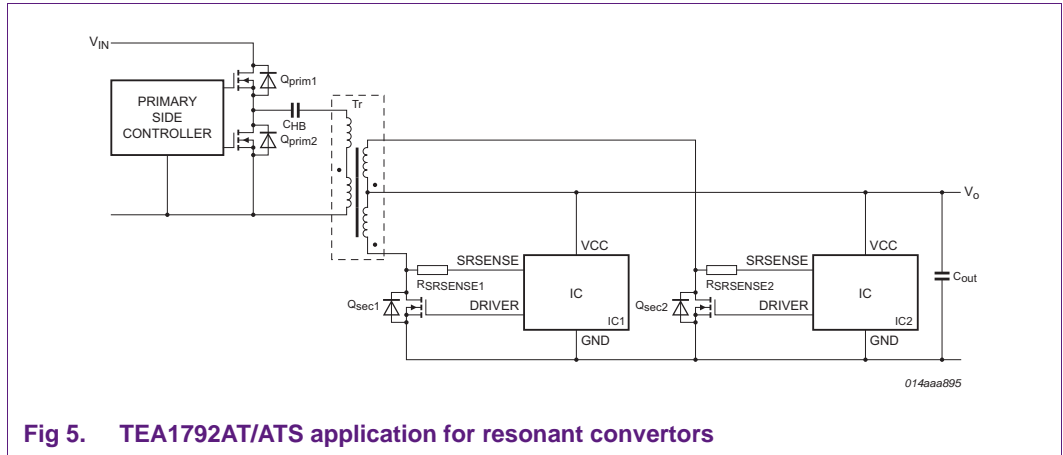 VIN
PRIMARY
SIDE
CONTROLLER
Qprim1
Qprim2
CHB
Tr
Vo
VCC
SRSENSE
RSRSENSE1
IC
DRIVER
IC1
GND
Qsec1
VCC
SRSENSE
RSRSENSE2
IC
DRIVER
IC2
GND
Qsec2
Cout
014aaa895
Fig 5. TEA1792AT/ATS application for resonant convertors